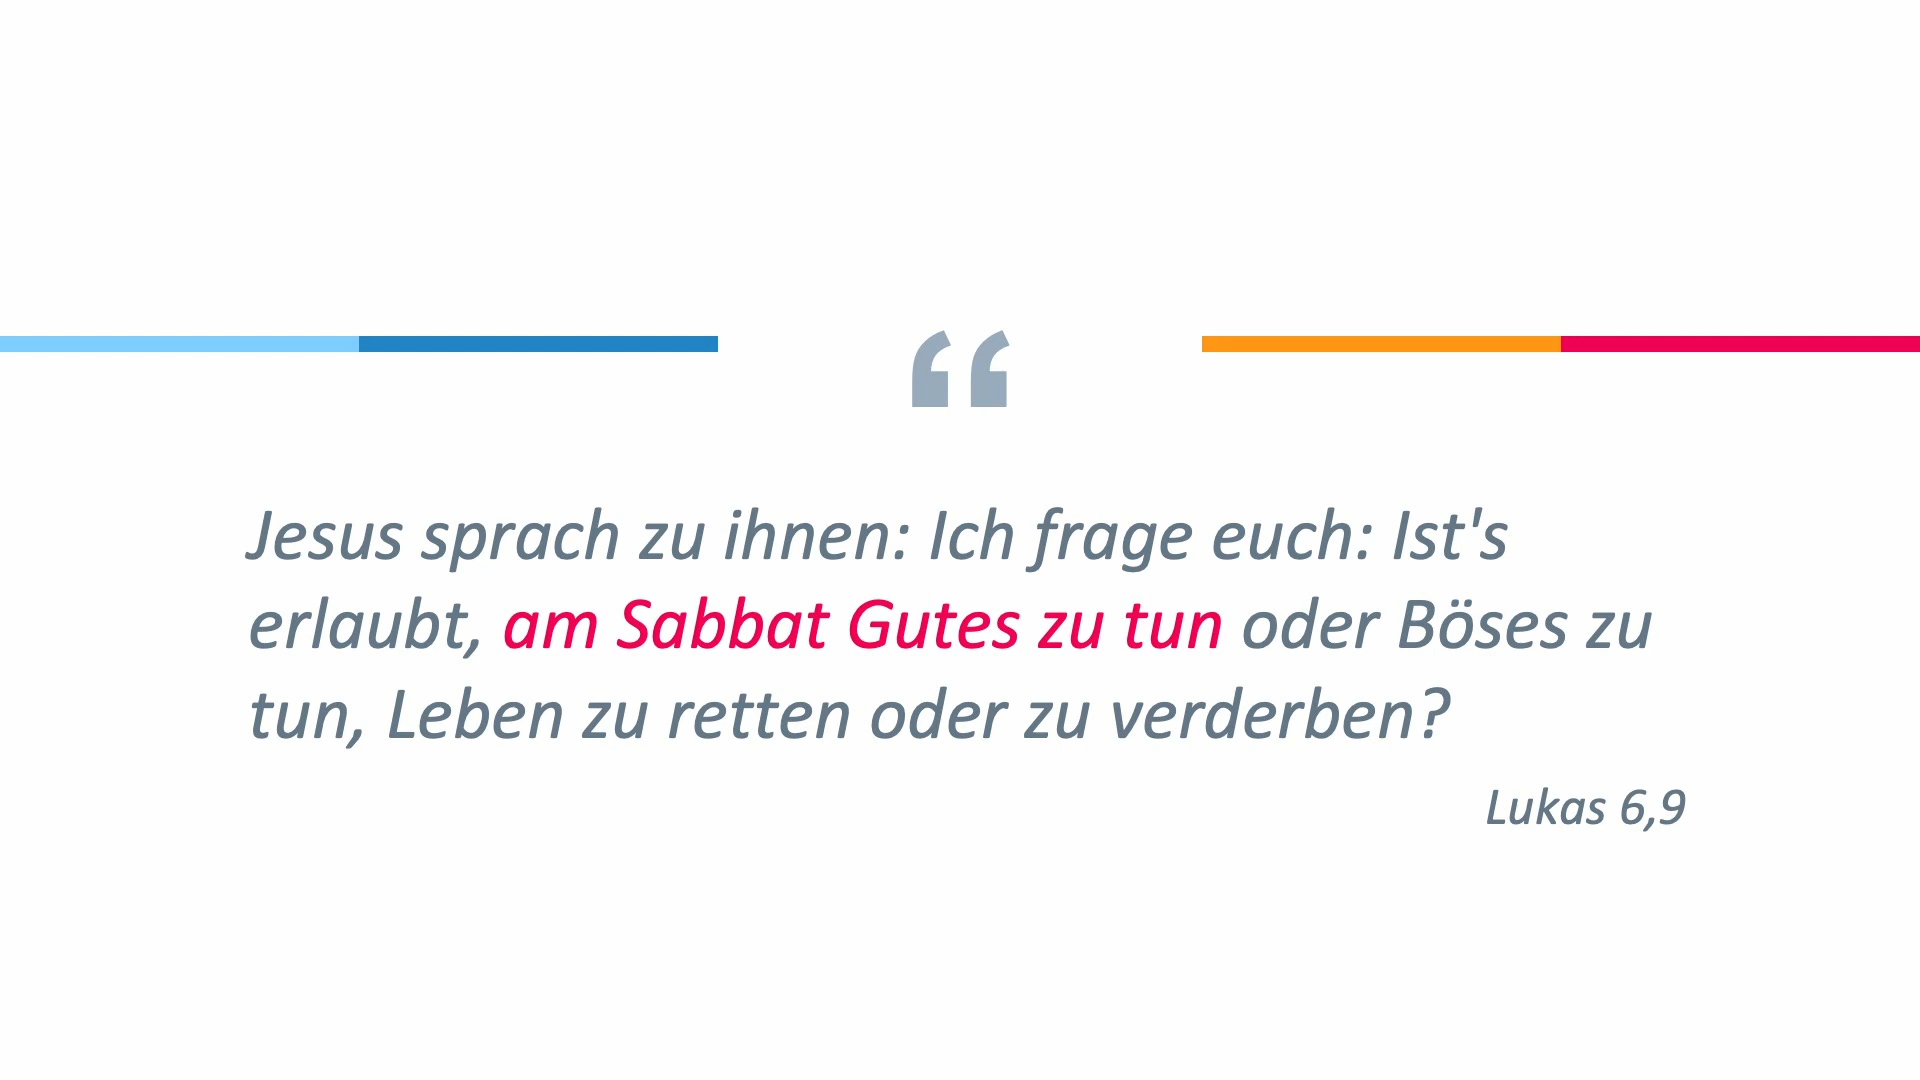 “
Jesus sprach zu ihnen: Ich frage euch: Ist's
erlaubt, am Sabbat Gutes zu tun oder Böses zu
tun, Leben zu retten oder zu verderben?
Lukas 6,9